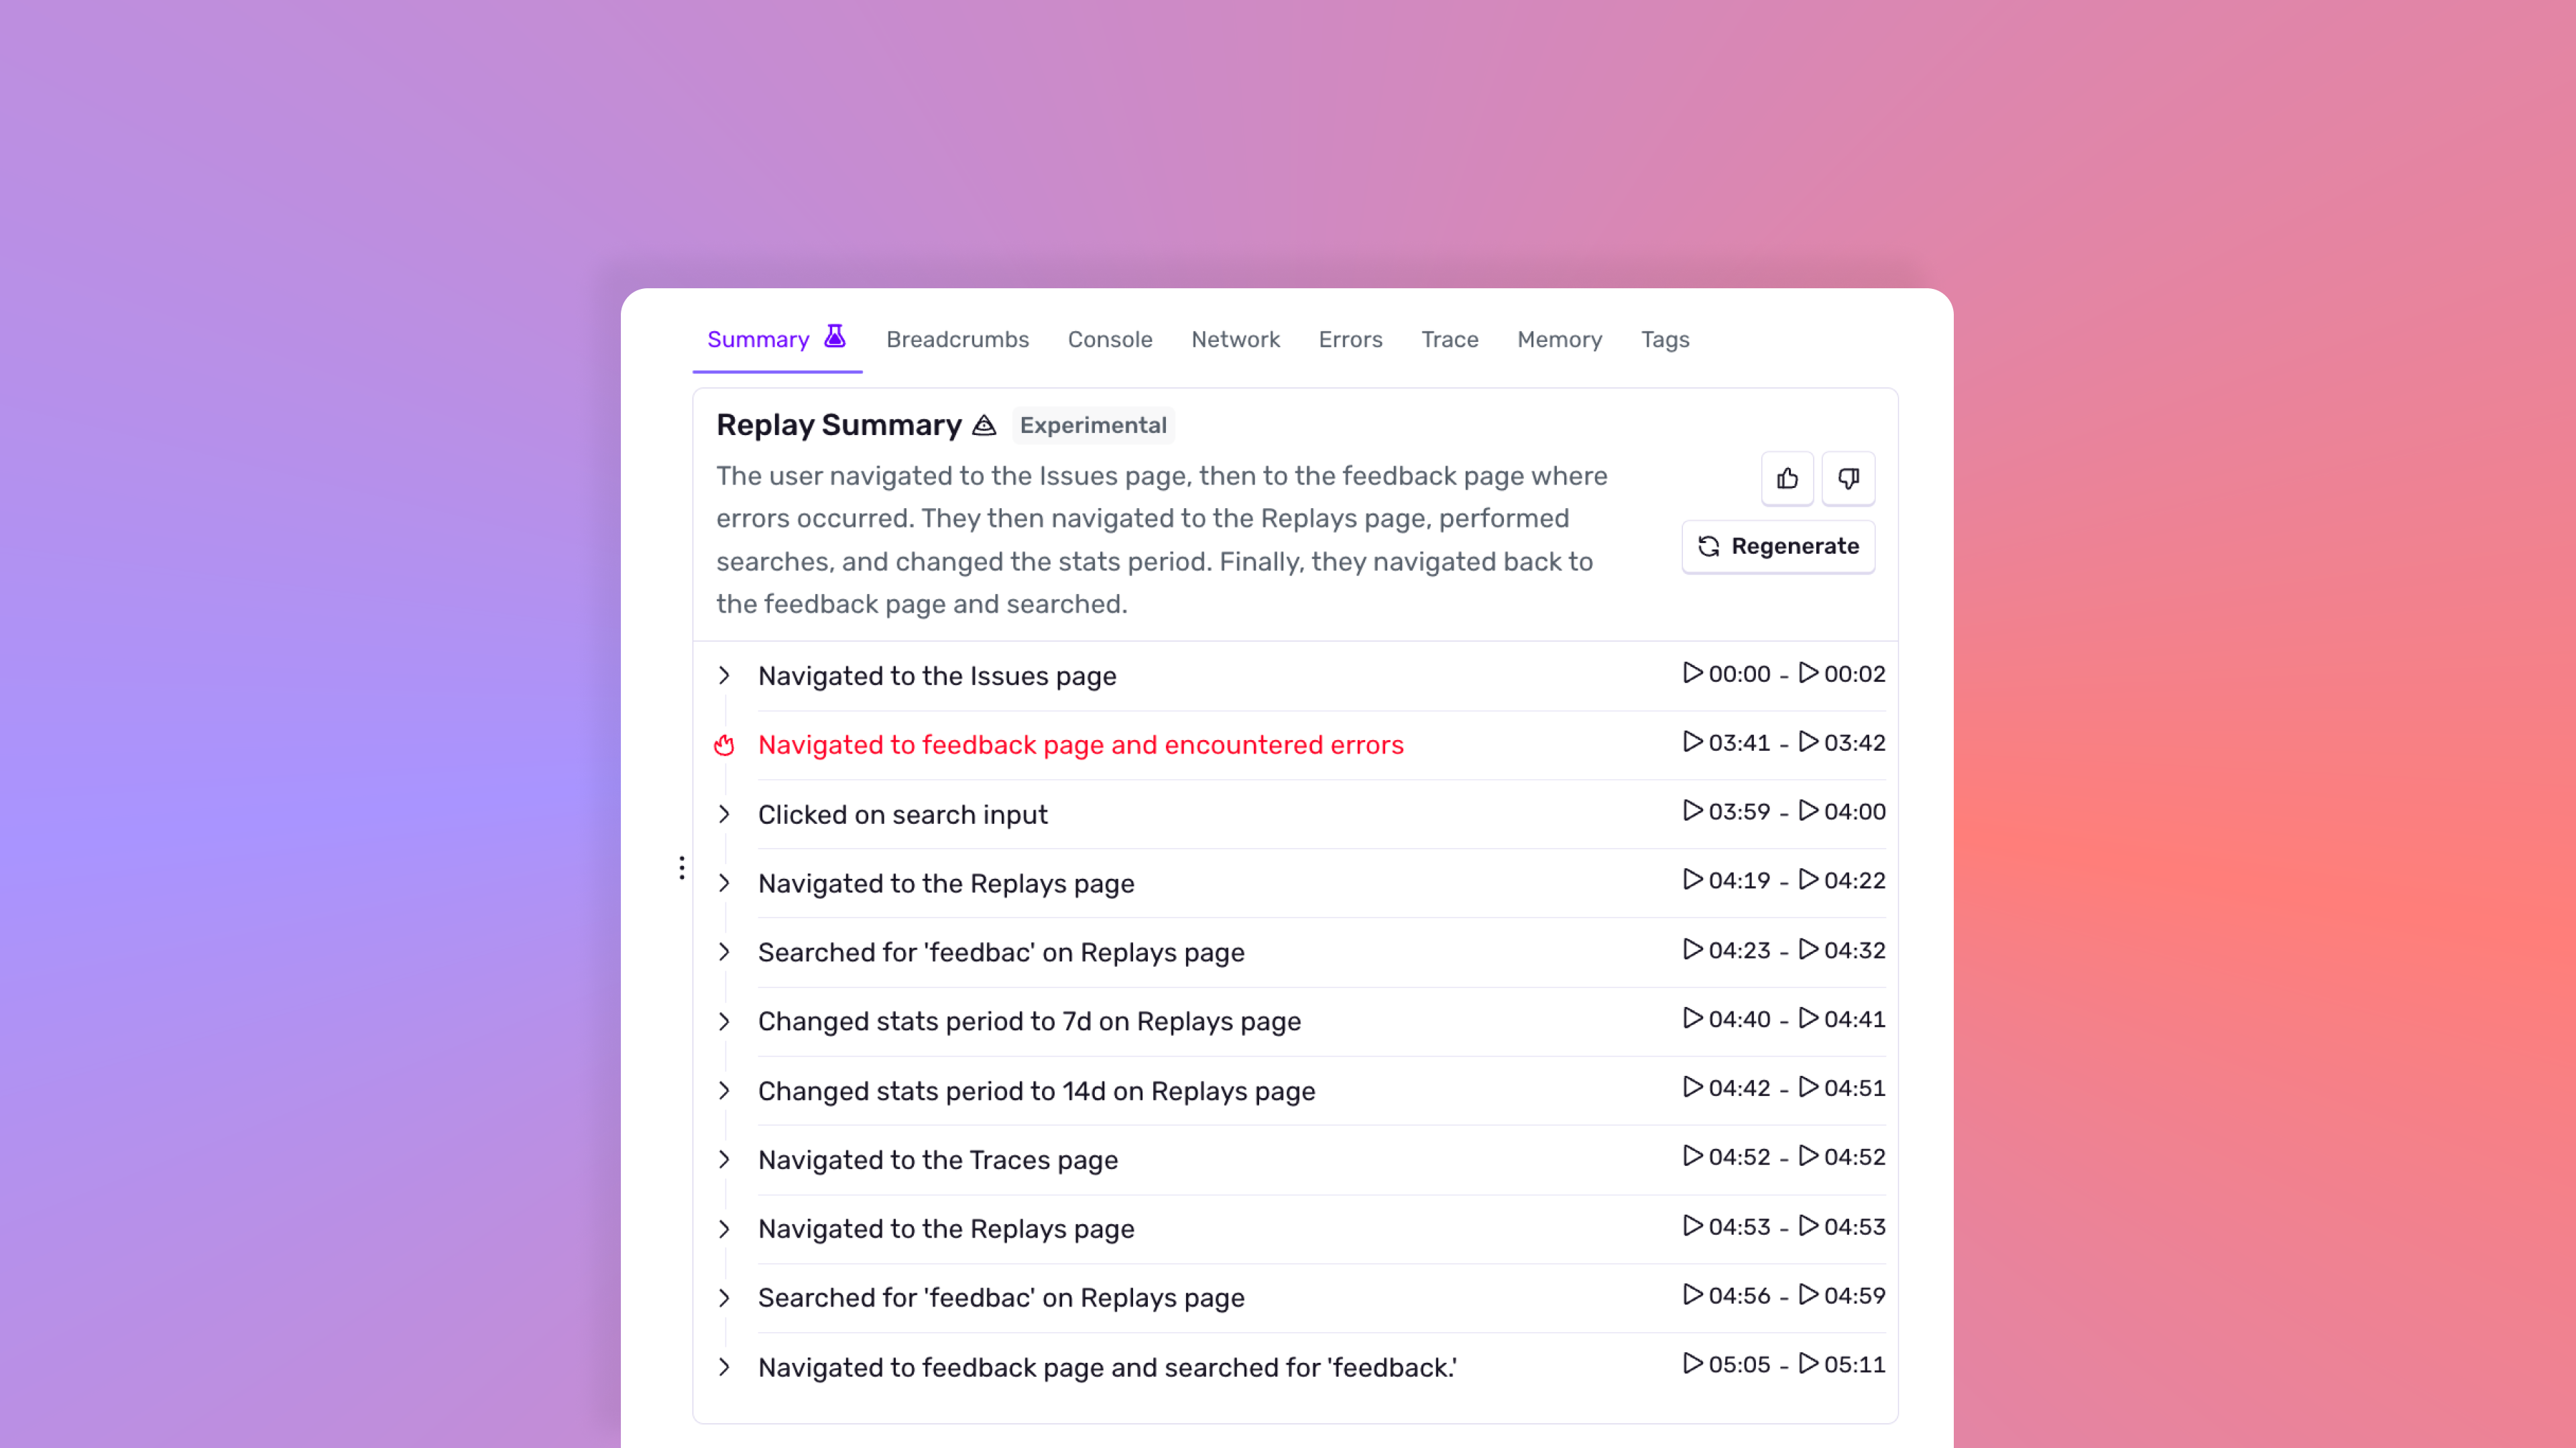 Summary Breadcrumbs Console Network Errors Trace Memory Tags
Replay Summary Experimental
The user navigated to the Issues page, then to the feedback page where
errors occurred. They then navigated to the Replays page, performed
searches, and changed the stats period. Finally, they navigated back to
the feedback page and searched.
Regenerate
Navigated to the Issues page 00:00 - 00:02
Navigated to feedback page and encountered errors 03:41 - 03:42
Clicked on search input 03:59 - 04:00
Navigated to the Replays page 04:19 - 04:22
Searched for 'feedbac' on Replays page 04:23 - 04:32
Changed stats period to 7d on Replays page 04:40 - 04:41
Changed stats period to 14d on Replays page 04:42 - 04:51
Navigated to the Traces page 04:52 - 04:52
Navigated to the Replays page 04:53 - 04:53
Searched for 'feedbac' on Replays page 04:56 - 04:59
Navigated to feedback page and searched for 'feedback.' 05:05 - 05:11